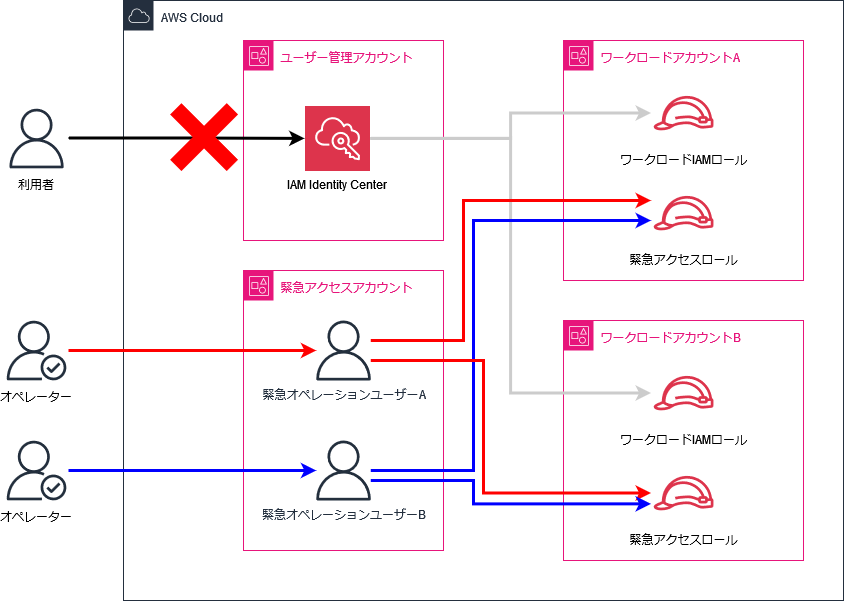 AWS Cloud
ユーザー管理アカウント
ワークロードアカウントA
利用者
IAM Identity Center
ワークロードIAMロール
緊急アクセスロール
緊急アクセスアカウント
ワークロードアカウントB
オペレーター
緊急オペレーションユーザーA
ワークロードIAMロール
オペレーター
緊急オペレーションユーザーB
緊急アクセスロール